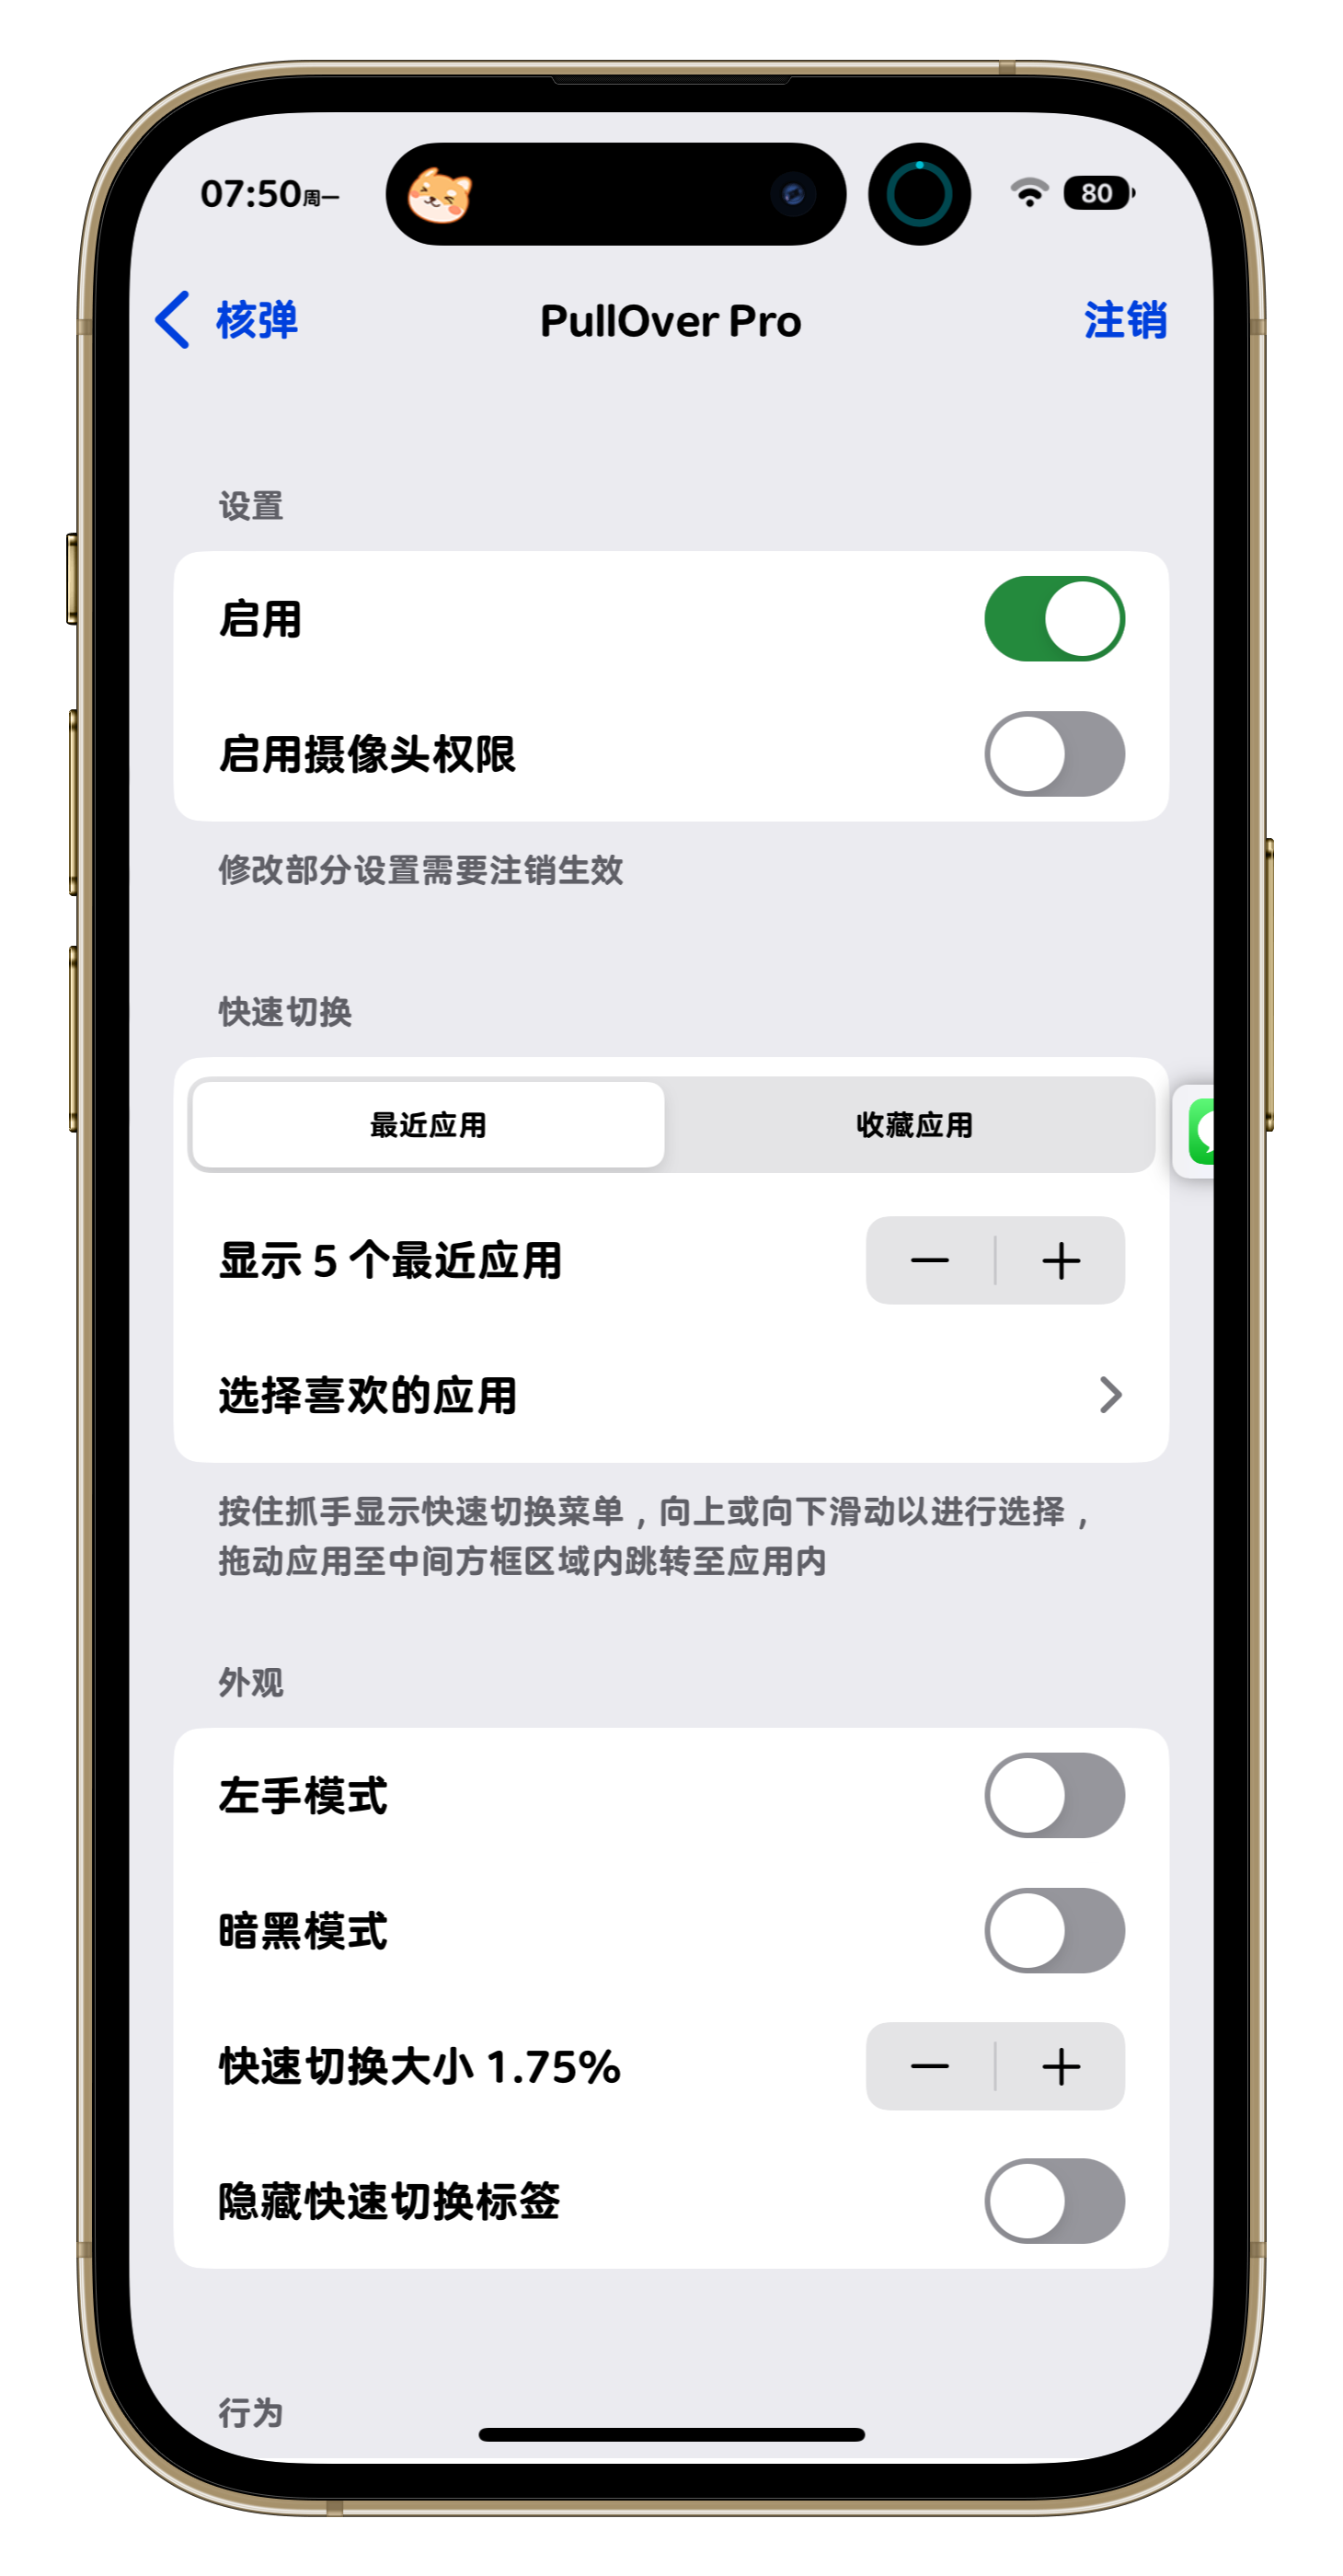 07:50周一
80
核弹
PullOver Pro
注销
设置
启用
启用摄像头权限
修改部分设置需要注销生效
快速切换
最近应用
收藏应用
显示 5 个最近应用
选择喜欢的应用
按住抓手显示快速切换菜单，向上或向下滑动以进行选择，
拖动应用至中间方框区域内跳转至应用内
外观
左手模式
暗黑模式
快速切换大小 1.75%
隐藏快速切换标签
行为